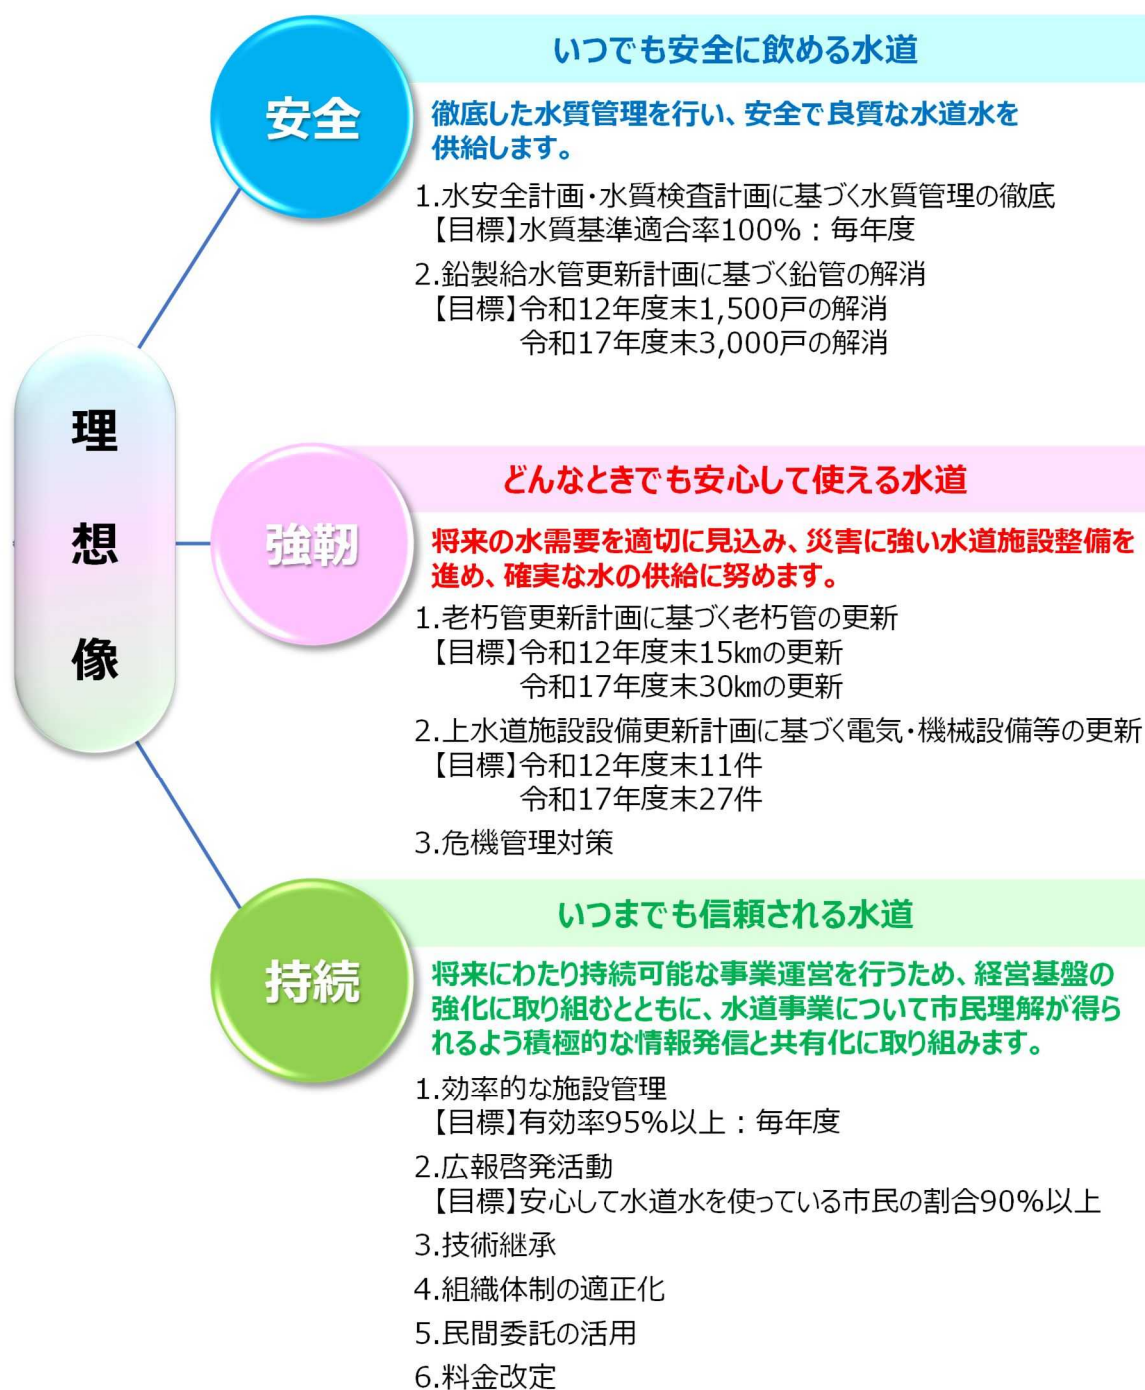 理想像
安全
いつでも安全に飲める水道
徹底した水質管理を行い、安全で良質な水道水を
供給します。
1.水安全計画・水質検査計画に基づく水質管理の徹底
【目標】水質基準適合率100%：毎年度
2.鉛製給水管更新計画に基づく鉛管の解消
【目標】令和12年度末1,500戸の解消
令和17年度末3,000戸の解消
強靭
どんなときでも安心して使える水道
将来の水需要を適切に見込み、災害に強い水道施設整備を
進め、確実な水の供給に努めます。
1.老朽管更新計画に基づく老朽管の更新
【目標】令和12年度末15㎞の更新
令和17年度末30㎞の更新
2.上水道施設設備更新計画に基づく電気・機械設備等の更新
【目標】令和12年度末11件
令和17年度末27件
3.危機管理対策
持続
いつまでも信頼される水道
将来にわたり持続可能な事業運営を行うため、経営基盤の
強化に取り組むとともに、水道事業について市民理解が得ら
れるよう積極的な情報発信と共有化に取り組みます。
1.効率的な施設管理
【目標】有効率95%以上：毎年度
2.広報啓発活動
【目標】安心して水道水を使っている市民の割合90%以上
3.技術継承
4.組織体制の適正化
5.民間委託の活用
6.料金改定